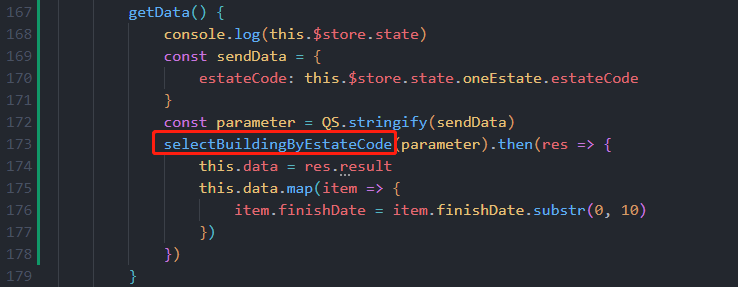 167 getData() {
168 console.log(this.$store.state)
169 const sendData = {
170 estateCode: this.$store.state.oneEstate.estateCode
171 }
172 const parameter = QS.stringify(sendData)
173 selectBuildingByEstateCode(parameter).then(res => {
174 this.data = res.result
175 this.data.map(item => {
176 item.finishDate = item.finishDate.substr(0, 10)
177 })
178 })
179 }